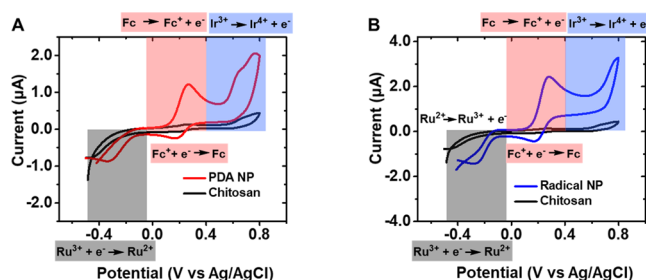 A
Fc → Fc⁺ + e-
Ir³⁺ → Ir⁴⁺ + e-
Current (µA)
2.0
1.0
0.0
-1.0
-2.0
Fc⁺+ e- → Fc
PDA NP
Chitosan
Ru³⁺ + e- → Ru²⁺
-0.4
0.0
0.4
0.8
Potential (V vs Ag/AgCl)
B
Fc → Fc⁺ + e-
Ir³⁺ → Ir⁴⁺ + e-
Current (µA)
4.0
2.0
0.0
-2.0
-4.0
Ru²⁺ → Ru³⁺ + e-
Fc⁺+ e- → Fc
Radical NP
Chitosan
Ru³⁺ + e- → Ru²⁺
-0.4
0.0
0.4
0.8
Potential (V vs Ag/AgCl)